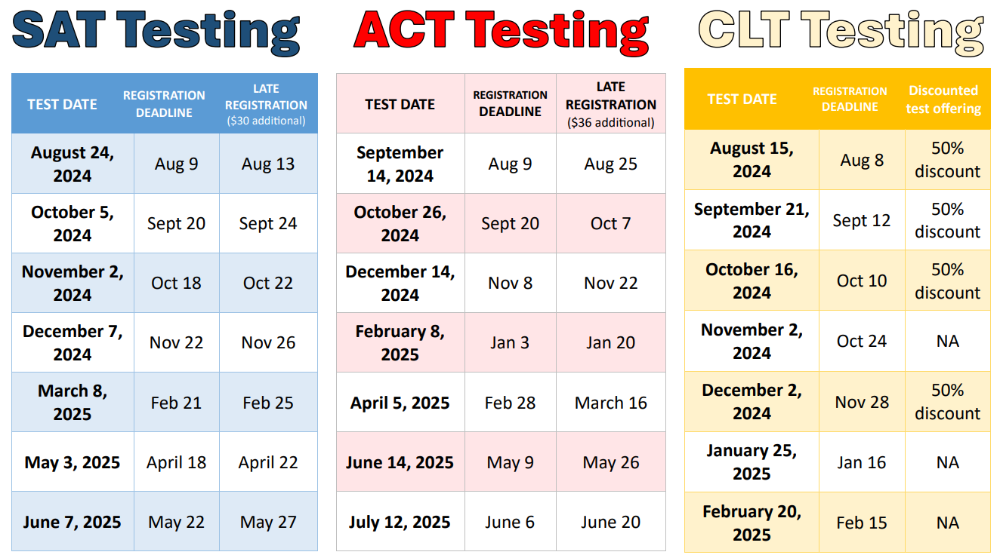 SAT Testing
TEST DATE
REGISTRATION
DEADLINE
LATE
REGISTRATION
($30 additional)
August 24,
2024
Aug 9
Aug 13
October 5,
2024
Sept 20
Sept 24
November 2,
2024
Oct 18
Oct 22
December 7,
2024
Nov 22
Nov 26
March 8,
2025
Feb 21
Feb 25
May 3, 2025
April 18
April 22
June 7, 2025
May 22
May 27
ACT Testing
TEST DATE
REGISTRATION
DEADLINE
LATE
REGISTRATION
($36 additional)
September
14, 2024
Aug 9
Aug 25
October 26,
2024
Sept 20
Oct 7
December 14,
2024
Nov 8
Nov 22
February 8,
2025
Jan 3
Jan 20
April 5, 2025
Feb 28
March 16
June 14, 2025
May 9
May 26
July 12, 2025
June 6
June 20
CLT Testing
TEST DATE
REGISTRATION
DEADLINE
Discounted
test offering
August 15,
2024
Aug 8
50%
discount
September 21,
2024
Sept 12
50%
discount
October 16,
2024
Oct 10
50%
discount
November 2,
2024
Oct 24
NA
December 2,
2024
Nov 28
50%
discount
January 25,
2025
Jan 16
NA
February 20,
2025
Feb 15
NA